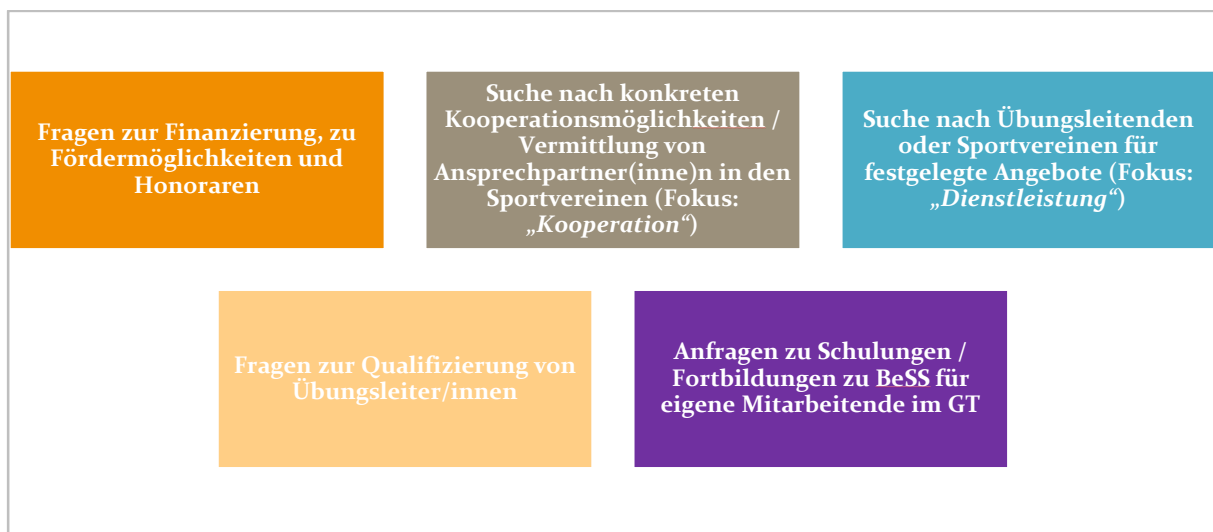 Fragen zur Finanzierung, zu
Fördermöglichkeiten und
Honoraren
Suche nach konkreten
Kooperationsmöglichkeiten /
Vermittlung von
Ansprechpartner(inne)n in den
Sportvereinen (Fokus:
„Kooperation“)
Suche nach Übungsleitenden
oder Sportvereinen für
festgelegte Angebote (Fokus:
„Dienstleistung“)
Fragen zur Qualifizierung von
Übungsleiter/innen
Anfragen zu Schulungen /
Fortbildungen zu BeSS für
eigene Mitarbeitende im GT